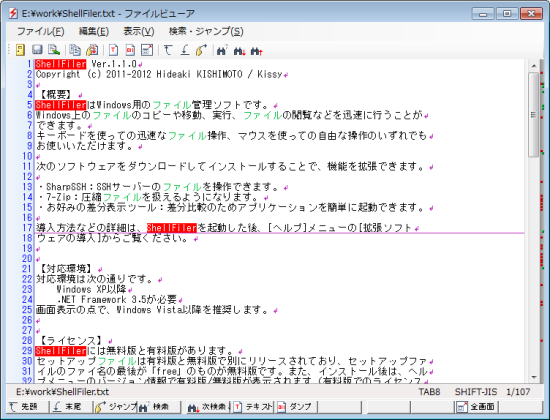 E:¥work¥ShellFiler.txt - ファイルビューア
ファイル(F) 編集(E) 表示(V) 検索・ジャンプ(S)
1 ShellFiler Ver.1.1.0
2 Copyright (c) 2011-2012 Hideaki KISHIMOTO / Kissy
3
4 【概要】
5 ShellFilerはWindows用のファイル管理ソフトです。
6 Windows上のファイルのコピーや移動、実行、ファイルの閲覧などを迅速に行うことが
7 できます。
8 キーボードを使っての迅速なファイル操作、マウスを使っての自由な操作のいずれでも
9 お使いいただけます。
10
11 次のソフトウェアをダウンロードしてインストールすることで、機能を拡張できます。
12
13 ・SharpSSH：SSHサーバーのファイルを操作できます。
14 ・7-Zip：圧縮ファイルを扱えるようになります。
15 ・お好みの差分表示ツール：差分比較のためアプリケーションを簡単に起動できます。
16
17 導入方法などの詳細は、ShellFilerを起動した後、[ヘルプ]メニューの[拡張ソフト
18 ウェアの導入]からご覧ください。
19
20
21 【対応環境】
22 対応環境は次の通りです。
23 Windows XP以降
24 .NET Framework 3.5が必要
25 画面表示の点で、Windows Vista以降を推奨します。
26
27
28 【ライセンス】
29 ShellFilerには無料版と有料版があります。
30 セットアップファイルは有料版と無料版で別にリリースされており、セットアップファ
31 イルのファイ名の最後が「free」のものが無料版です。また、インストール後は、ヘル
32 プメニューのバージョン情報で有料版/無料版が表示されます（有料版でのライセンス
E:¥work¥ShellFiler.txt TAB8 SHIFT-JIS 1/107
先頭 末尾 ジャンプ 検索 次検索 テキスト ダンプ 全画面